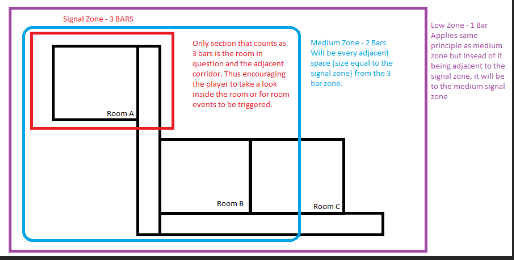 Signal Zone - 3 BARS
Low Zone - 1 Bar
Applies same
principle as medium
zone but insead of it
being adjacent to the
signal zone, it will be
to the medium signal
zone
Only section that counts as
3 bars is the room in
question and the adjacent
corridor. Thus encouraging
the player to take a look
inside the room or for room
events to be triggered.
Medium Zone - 2 Bars
Will be every adjacent
space (size equal to the
signal zone) from the 3
bar zone.
Room A
Room B
Room C